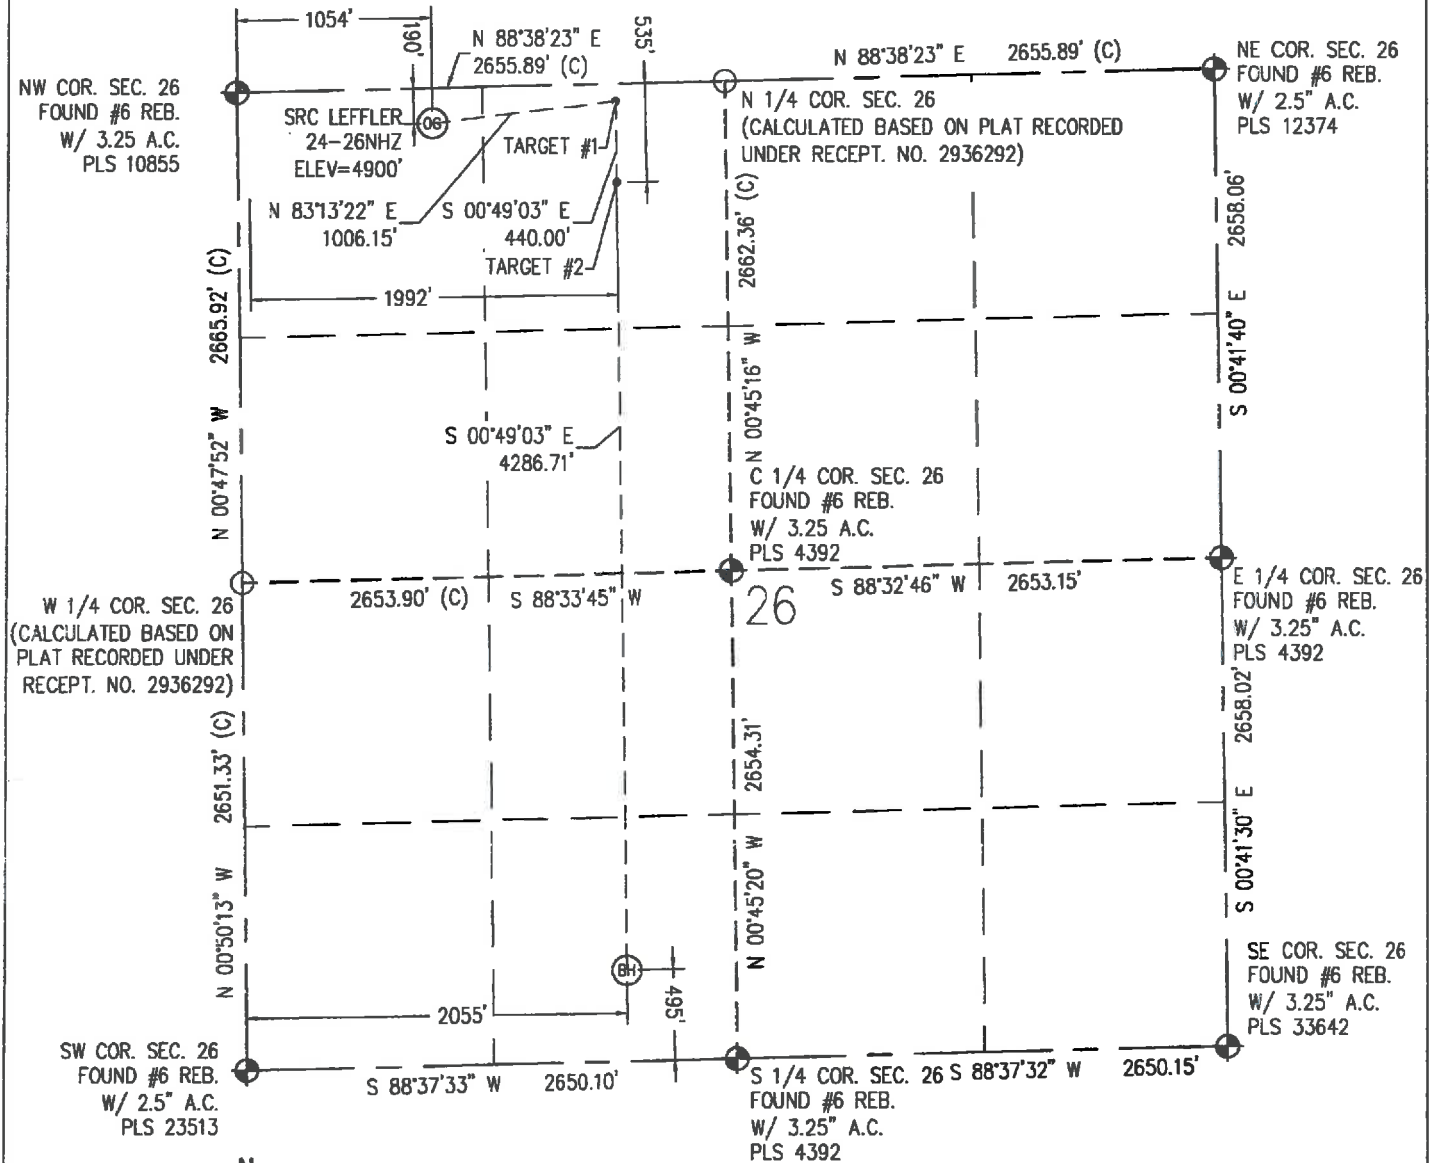 1054'
190'
N 88°38'23" E
2655.89' (C)
535'
N 88°38'23" E 2655.89' (C)
NW COR. SEC. 26
FOUND #6 REB.
W/ 3.25 A.C.
PLS 10855
SRC LEFFLER
24-26NHZ
ELEV=4900'
OG
TARGET #1
N 1/4 COR. SEC. 26
(CALCULATED BASED ON PLAT RECORDED
UNDER RECEPT. NO. 2936292)
NE COR. SEC. 26
FOUND #6 REB.
W/ 2.5" A.C.
PLS 12374
N 83°13'22" E
1006.15'
S 00°49'03" E
440.00'
TARGET #2
1992'
N 00°47'52" W 2665.92' (C)
N 00°45'16" W 2662.36' (C)
S 00°41'40" E 2658.06'
S 00°49'03" E
4286.71'
C 1/4 COR. SEC. 26
FOUND #6 REB.
W/ 3.25 A.C.
PLS 4392
26
2653.90' (C) S 88°33'45" W
S 88°32'46" W 2653.15'
W 1/4 COR. SEC. 26
(CALCULATED BASED ON
PLAT RECORDED UNDER
RECEPT. NO. 2936292)
E 1/4 COR. SEC. 26
FOUND #6 REB.
W/ 3.25" A.C.
PLS 4392
N 00°50'13" W 2651.33' (C)
N 00°45'20" W 2654.31'
S 00°41'30" E 2658.02'
BH
495'
2055'
SW COR. SEC. 26
FOUND #6 REB.
W/ 2.5" A.C.
PLS 23513
S 88°37'33" W 2650.10'
S 1/4 COR. SEC. 26
FOUND #6 REB.
W/ 3.25" A.C.
PLS 4392
S 88°37'32" W 2650.15'
SE COR. SEC. 26
FOUND #6 REB.
W/ 3.25" A.C.
PLS 33642